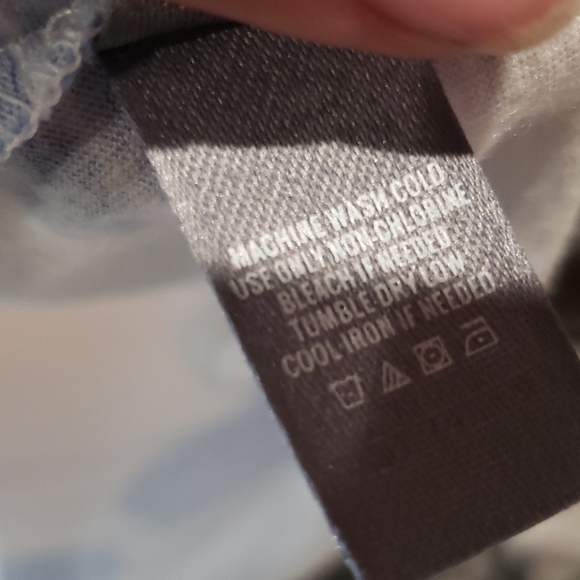 MACHINE WASH COLD
USE ONLY NON-CHLORINE
BLEACH IF NEEDED
TUMBLE DRY LOW
COOL IRON IF NEEDED